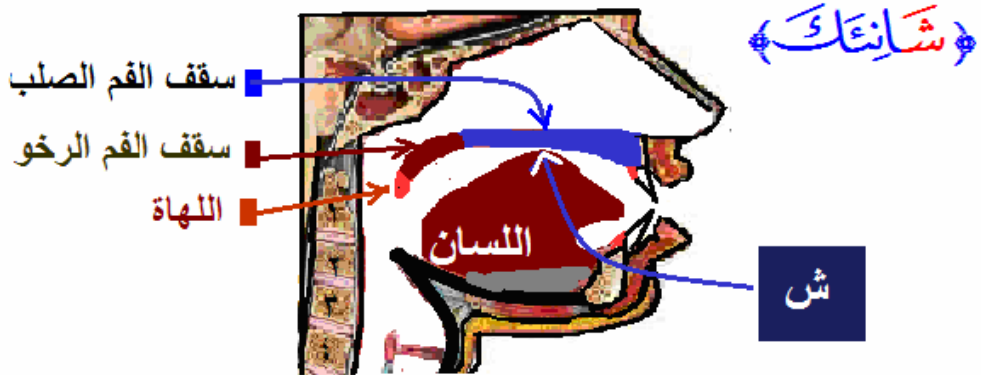 ﴿شَانِئَكَ﴾
سقف الفم الصلب
سقف الفم الرخو
اللهاة
اللسان
ش